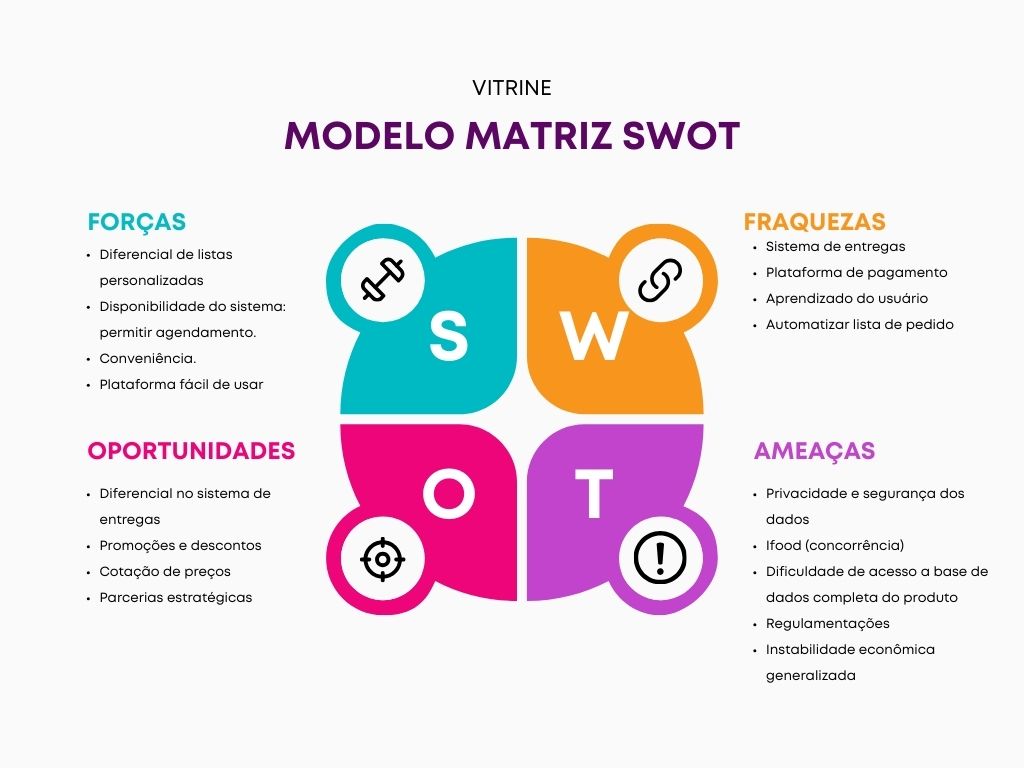 VITRINE
MODELO MATRIZ SWOT
FORÇAS
• Diferencial de listas
personalizadas
• Disponibilidade do sistema:
permitir agendamento.
• Conveniência.
• Plataforma fácil de usar
FRAQUEZAS
• Sistema de entregas
• Plataforma de pagamento
• Aprendizado do usuário
• Automatizar lista de pedido
S
W
O
T
OPORTUNIDADES
• Diferencial no sistema de
entregas
• Promoções e descontos
• Cotação de preços
• Parcerias estratégicas
AMEAÇAS
• Privacidade e segurança dos
dados
• Ifood (concorrência)
• Dificuldade de acesso a base de
dados completa do produto
• Regulamentações
• Instabilidade econômica
generalizada